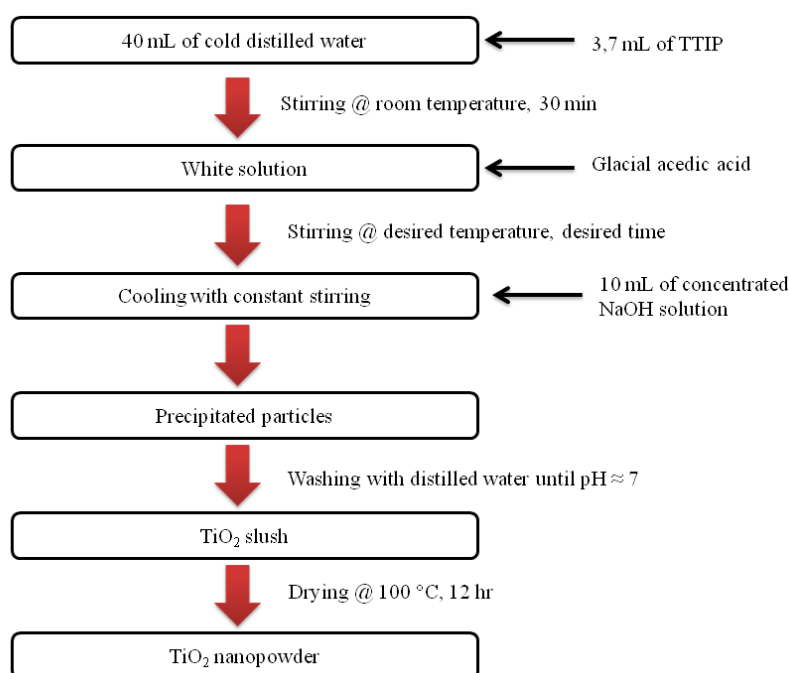 40 mL of cold distilled water
3,7 mL of TTIP
Stirring @ room temperature, 30 min
White solution
Glacial acedic acid
Stirring @ desired temperature, desired time
Cooling with constant stirring
10 mL of concentrated
NaOH solution
Precipitated particles
Washing with distilled water until pH ≈ 7
TiO₂ slush
Drying @ 100 °C, 12 hr
TiO₂ nanopowder